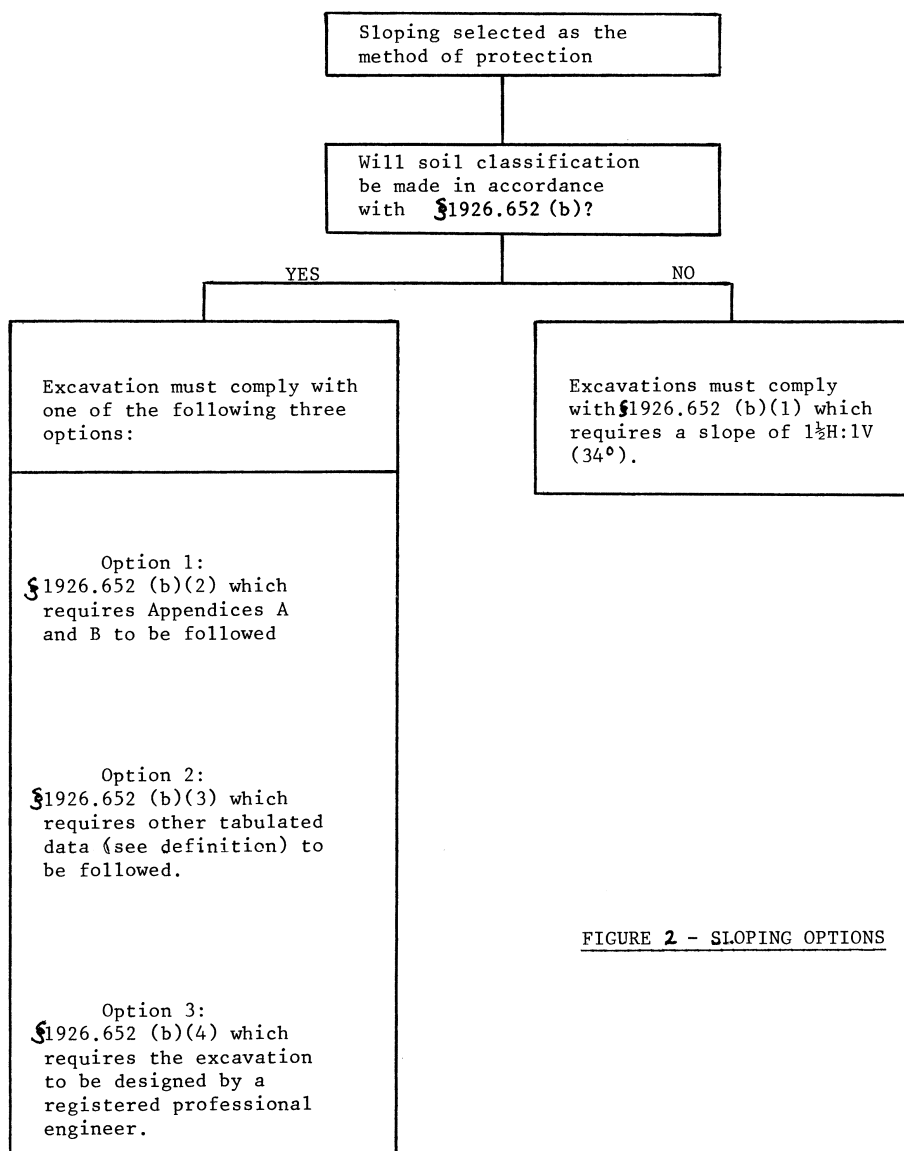 Sloping selected as the
method of protection
Will soil classification
be made in accordance
with §1926.652 (b)?
YES
NO
Excavation must comply with
one of the following three
options:
Excavations must comply
with §1926.652 (b)(1) which
requires a slope of 1½H:1V
(34°).
Option 1:
§1926.652 (b)(2) which
requires Appendices A
and B to be followed
Option 2:
§1926.652 (b)(3) which
requires other tabulated
data (see definition) to
be followed.
Option 3:
§1926.652 (b)(4) which
requires the excavation
to be designed by a
registered professional
engineer.
FIGURE 2 - SLOPING OPTIONS